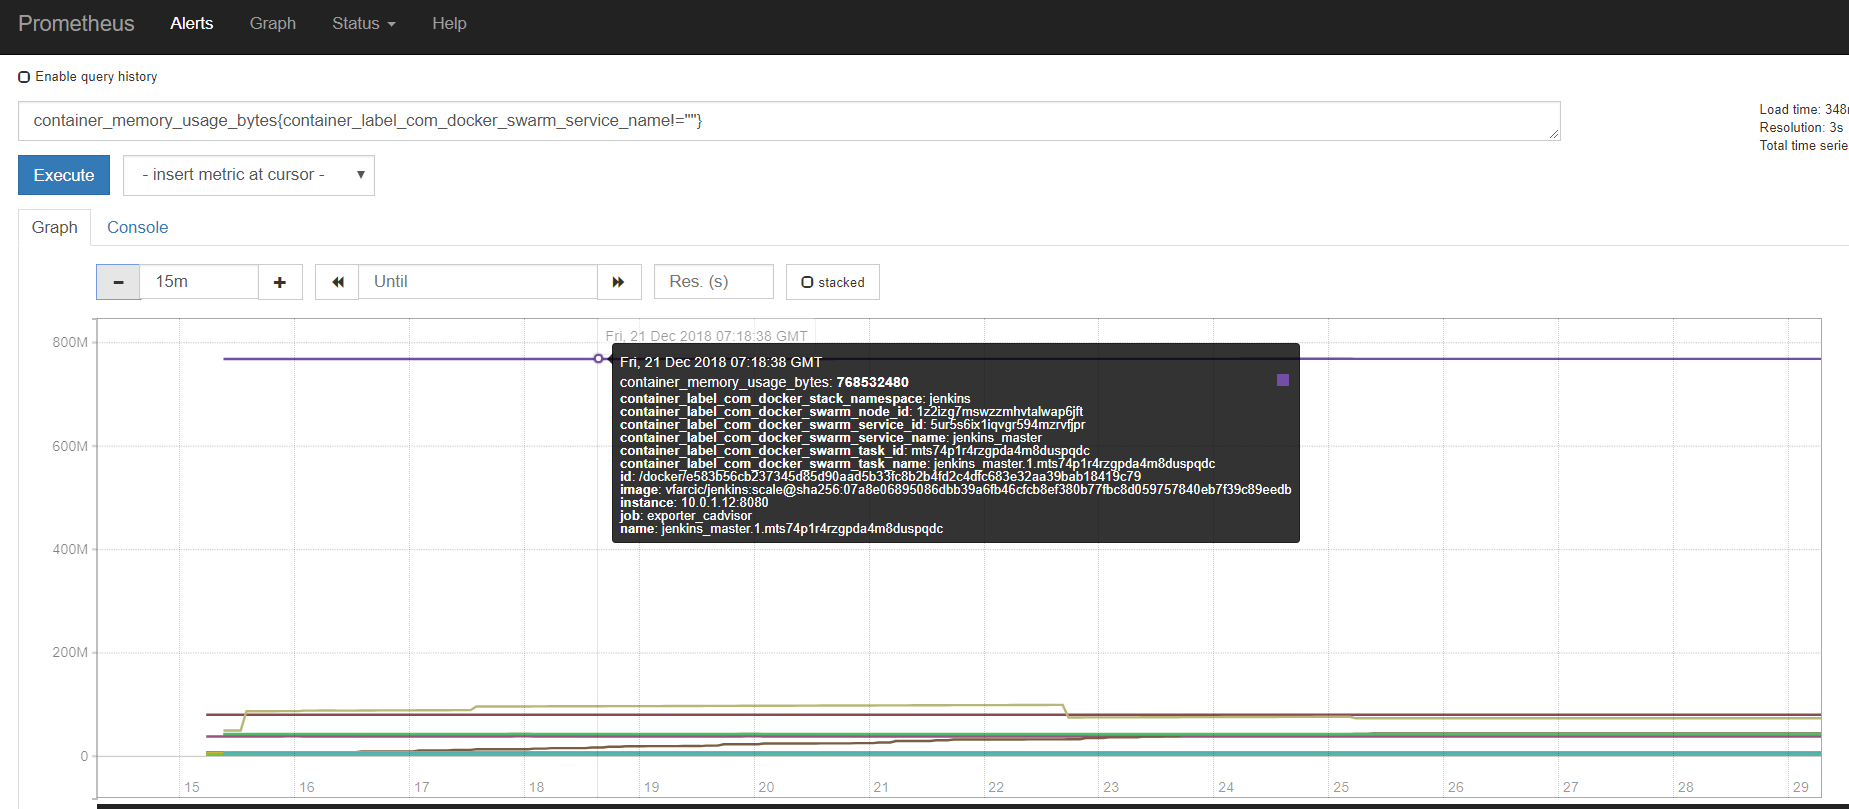 Prometheus Alerts Graph Status Help
Enable query history
container_memory_usage_bytes{container_label_com_docker_swarm_service_name!=""}
Load time: 348
Resolution: 3s
Total time serie
Execute - insert metric at cursor -
Graph Console
− 15m + Until Res. (s) stacked
Fri, 21 Dec 2018 07:18:38 GMT
Fri, 21 Dec 2018 07:18:38 GMT
container_memory_usage_bytes: 768532480
container_label_com_docker_stack_namespace: jenkins
container_label_com_docker_swarm_node_id: 1z2izg7mswzzmhvtalwap6jft
container_label_com_docker_swarm_service_id: 5ur5s6ix1iqvgr594mzrvfjpr
container_label_com_docker_swarm_service_name: jenkins_master
container_label_com_docker_swarm_task_id: mts74p1r4rzgpda4m8duspqdc
container_label_com_docker_swarm_task_name: jenkins_master.1.mts74p1r4rzgpda4m8duspqdc
id: /docker/e583b56cb237345d85d90aad5b33fc8b2b4fd2c4dfc683e32aa39bab18419c79
image: vfarcic/jenkins:scale@sha256:07a8e06895086dbb39a6fb46cfcb8ef380b77fbc8d059757840eb7f39c89eedb
instance: 10.0.1.12:8080
job: exporter_cadvisor
name: jenkins_master.1.mts74p1r4rzgpda4m8duspqdc
800M
600M
400M
200M
0
15 16 17 18 19 20 21 22 23 24 25 26 27 28 29